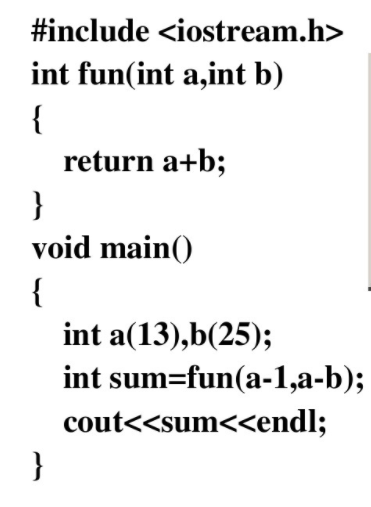 #include <iostream.h>
int fun(int a,int b)
{
return a+b;
}
void main()
{
int a(13),b(25);
int sum=fun(a-1,a-b);
cout<<sum<<endl;
}